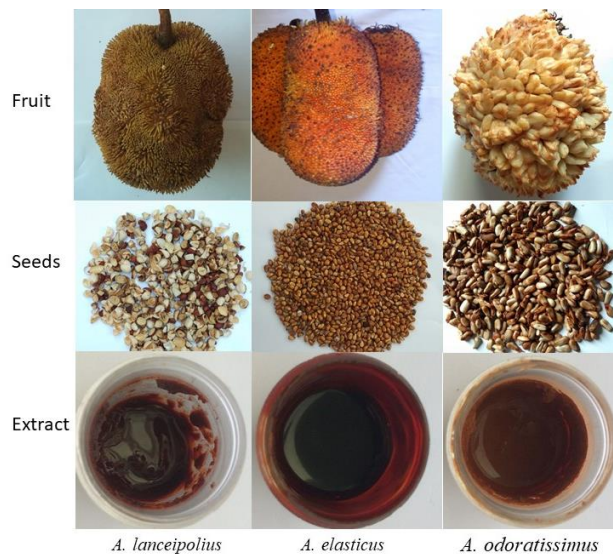 Fruit
Seeds
Extract
A. lanceipolius A. elasticus A. odoratissimus